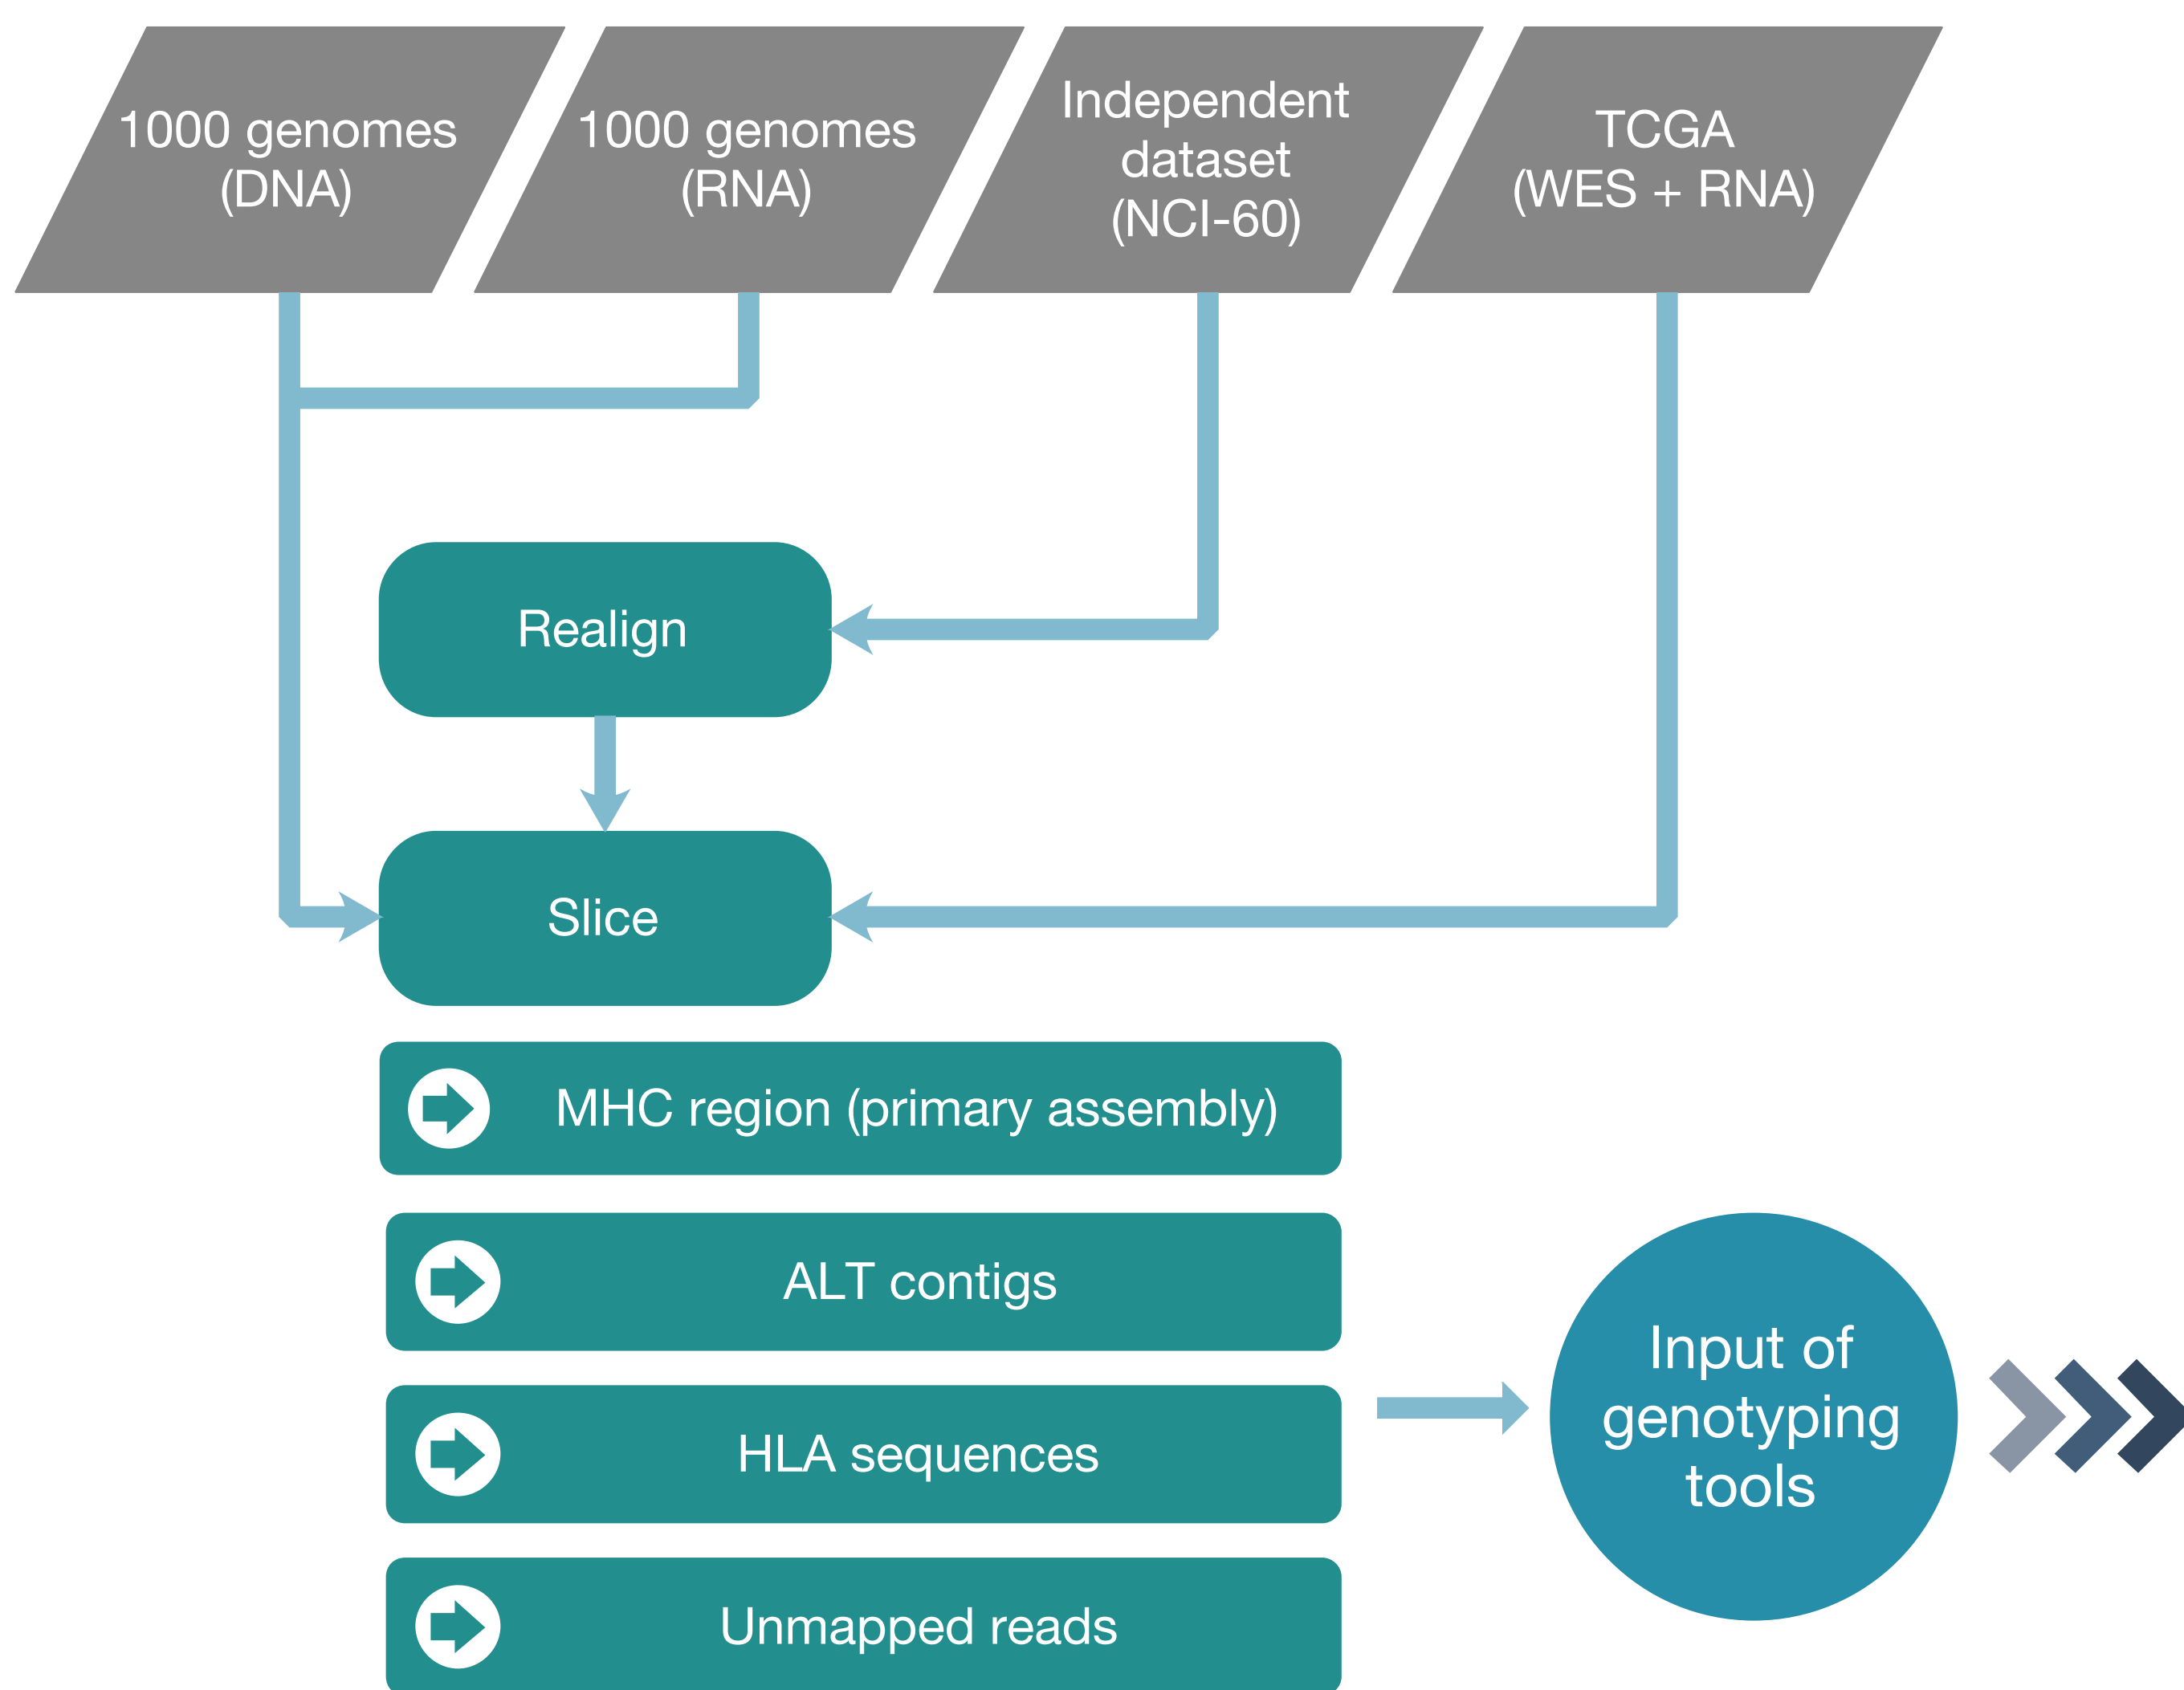 1000 genomes
(DNA)
1000 genomes
(RNA)
Independent
dataset
(NCI-60)
TCGA
(WES + RNA)
Realign
Slice
MHC region (primary assembly)
ALT contigs
HLA sequences
Unmapped reads
Input of
genotyping
tools